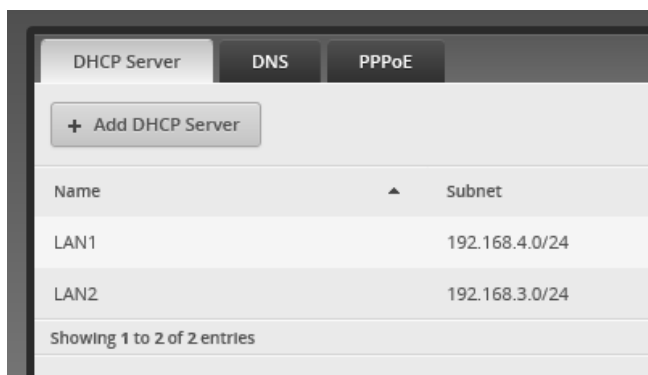 DHCP Server DNS PPPoE
+ Add DHCP Server
Name Subnet
LAN1 192.168.4.0/24
LAN2 192.168.3.0/24
Showing 1 to 2 of 2 entries